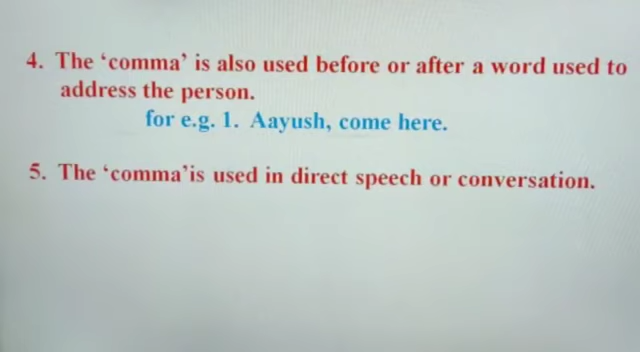 4. The ‘comma’ is also used before or after a word used to
address the person.
for e.g. 1. Aayush, come here.
5. The ‘comma’is used in direct speech or conversation.